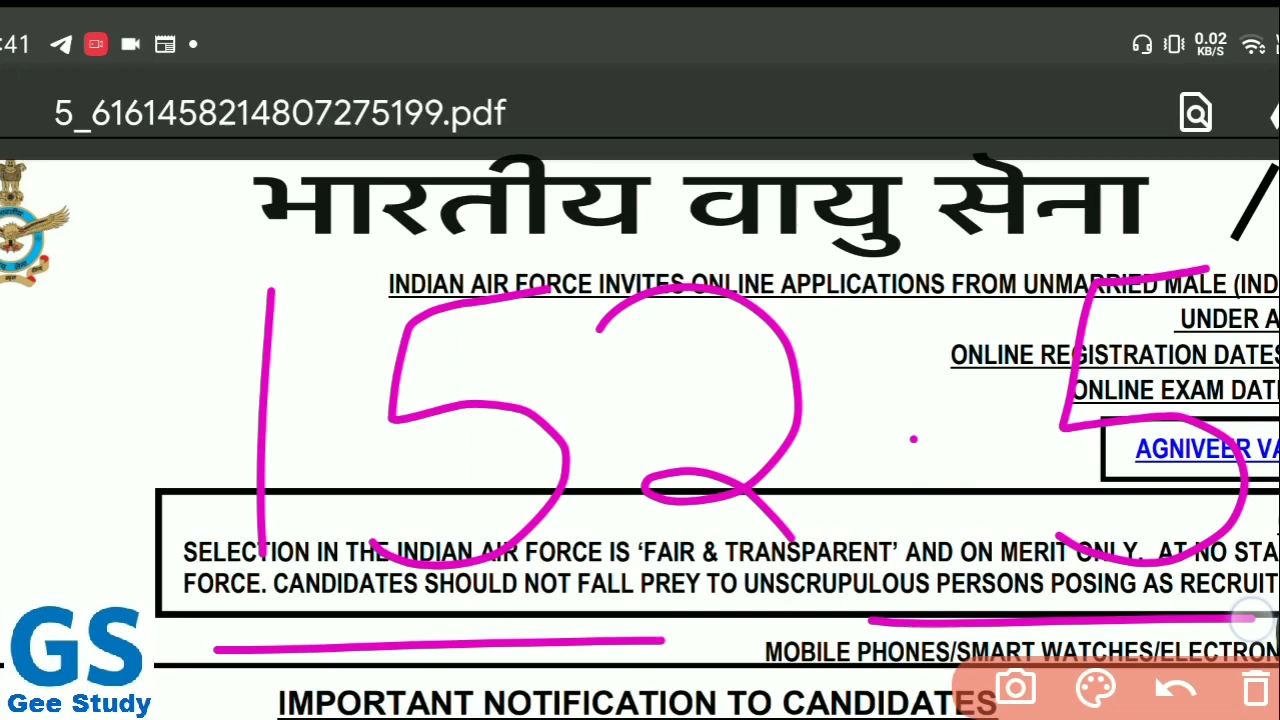 :41 0.02 KB/S
5_6161458214807275199.pdf
भारतीय वायु सेना /
INDIAN AIR FORCE INVITES ONLINE APPLICATIONS FROM UNMARRIED MALE (IND
UNDER A
ONLINE REGISTRATION DATES
ONLINE EXAM DAT
152.5
AGNIVEER VA
SELECTION IN THE INDIAN AIR FORCE IS ‘FAIR & TRANSPARENT’ AND ON MERIT ONLY. AT NO STA
FORCE. CANDIDATES SHOULD NOT FALL PREY TO UNSCRUPULOUS PERSONS POSING AS RECRUIT
MOBILE PHONES/SMART WATCHES/ELECTRON
GS
Gee Study
IMPORTANT NOTIFICATION TO CANDIDATES